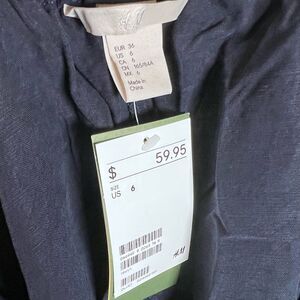 H&M
EUR 36
US 6
CA 6
CN 165/84A
MX 6
Made in
China
$ 59.95
SIZE
US 6
H&M